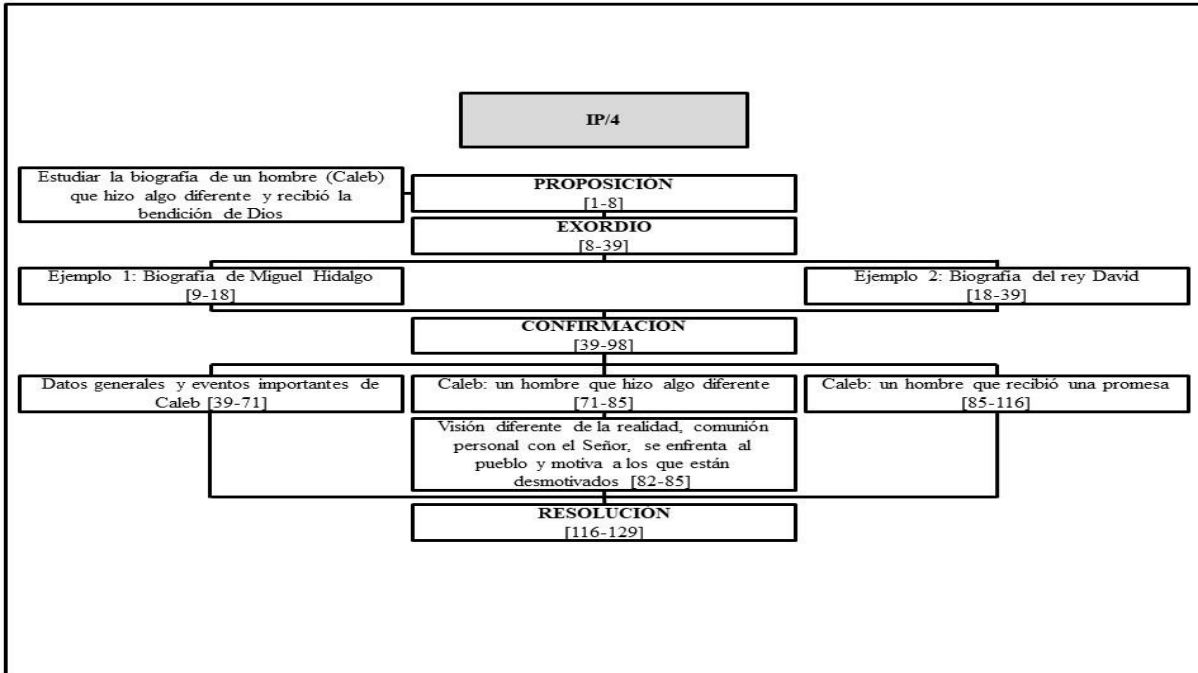 IP/4
Estudiar la biografía de un hombre (Caleb)
que hizo algo diferente y recibió la
bendición de Dios
PROPOSICIÓN
[1-8]
EXORDIO
[8-39]
Ejemplo 1: Biografía de Miguel Hidalgo
[9-18]
Ejemplo 2: Biografía del rey David
[18-39]
CONFIRMACIÓN
[39-98]
Datos generales y eventos importantes de
Caleb [39-71]
Caleb: un hombre que hizo algo diferente
[71-85]
Caleb: un hombre que recibió una promesa
[85-116]
Visión diferente de la realidad, comunión
personal con el Señor, se enfrenta al
pueblo y motiva a los que están
desmotivados [82-85]
RESOLUCIÓN
[116-129]